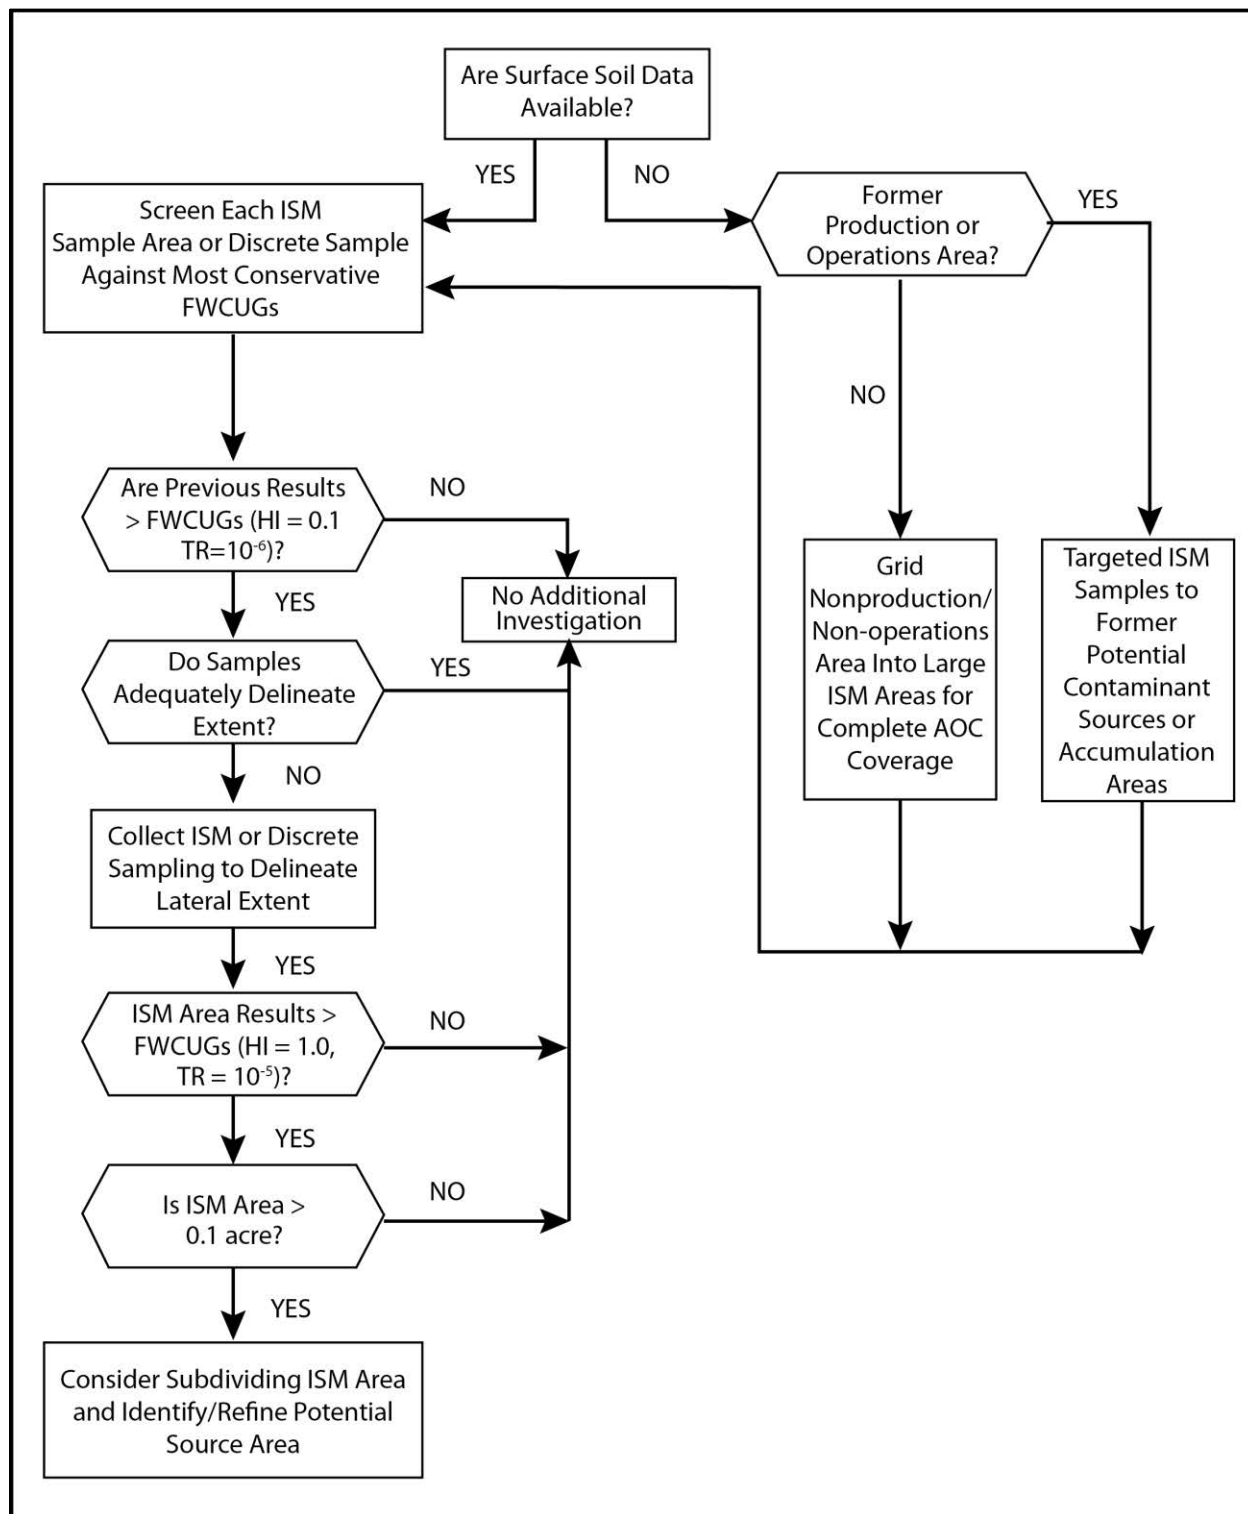 Are Surface Soil Data
Available?
YES
NO
Screen Each ISM
Sample Area or Discrete Sample
Against Most Conservative
FWCUGs
Former
Production or
Operations Area?
YES
NO
Are Previous Results
> FWCUGs (HI = 0.1
TR=10⁻⁶)?
NO
YES
No Additional
Investigation
Grid
Nonproduction/
Non-operations
Area Into Large
ISM Areas for
Complete AOC
Coverage
Targeted ISM
Samples to
Former
Potential
Contaminant
Sources or
Accumulation
Areas
Do Samples
Adequately Delineate
Extent?
YES
NO
Collect ISM or Discrete
Sampling to Delineate
Lateral Extent
YES
ISM Area Results >
FWCUGs (HI = 1.0,
TR = 10⁻⁵)?
NO
YES
Is ISM Area >
0.1 acre?
NO
YES
Consider Subdividing ISM Area
and Identify/Refine Potential
Source Area